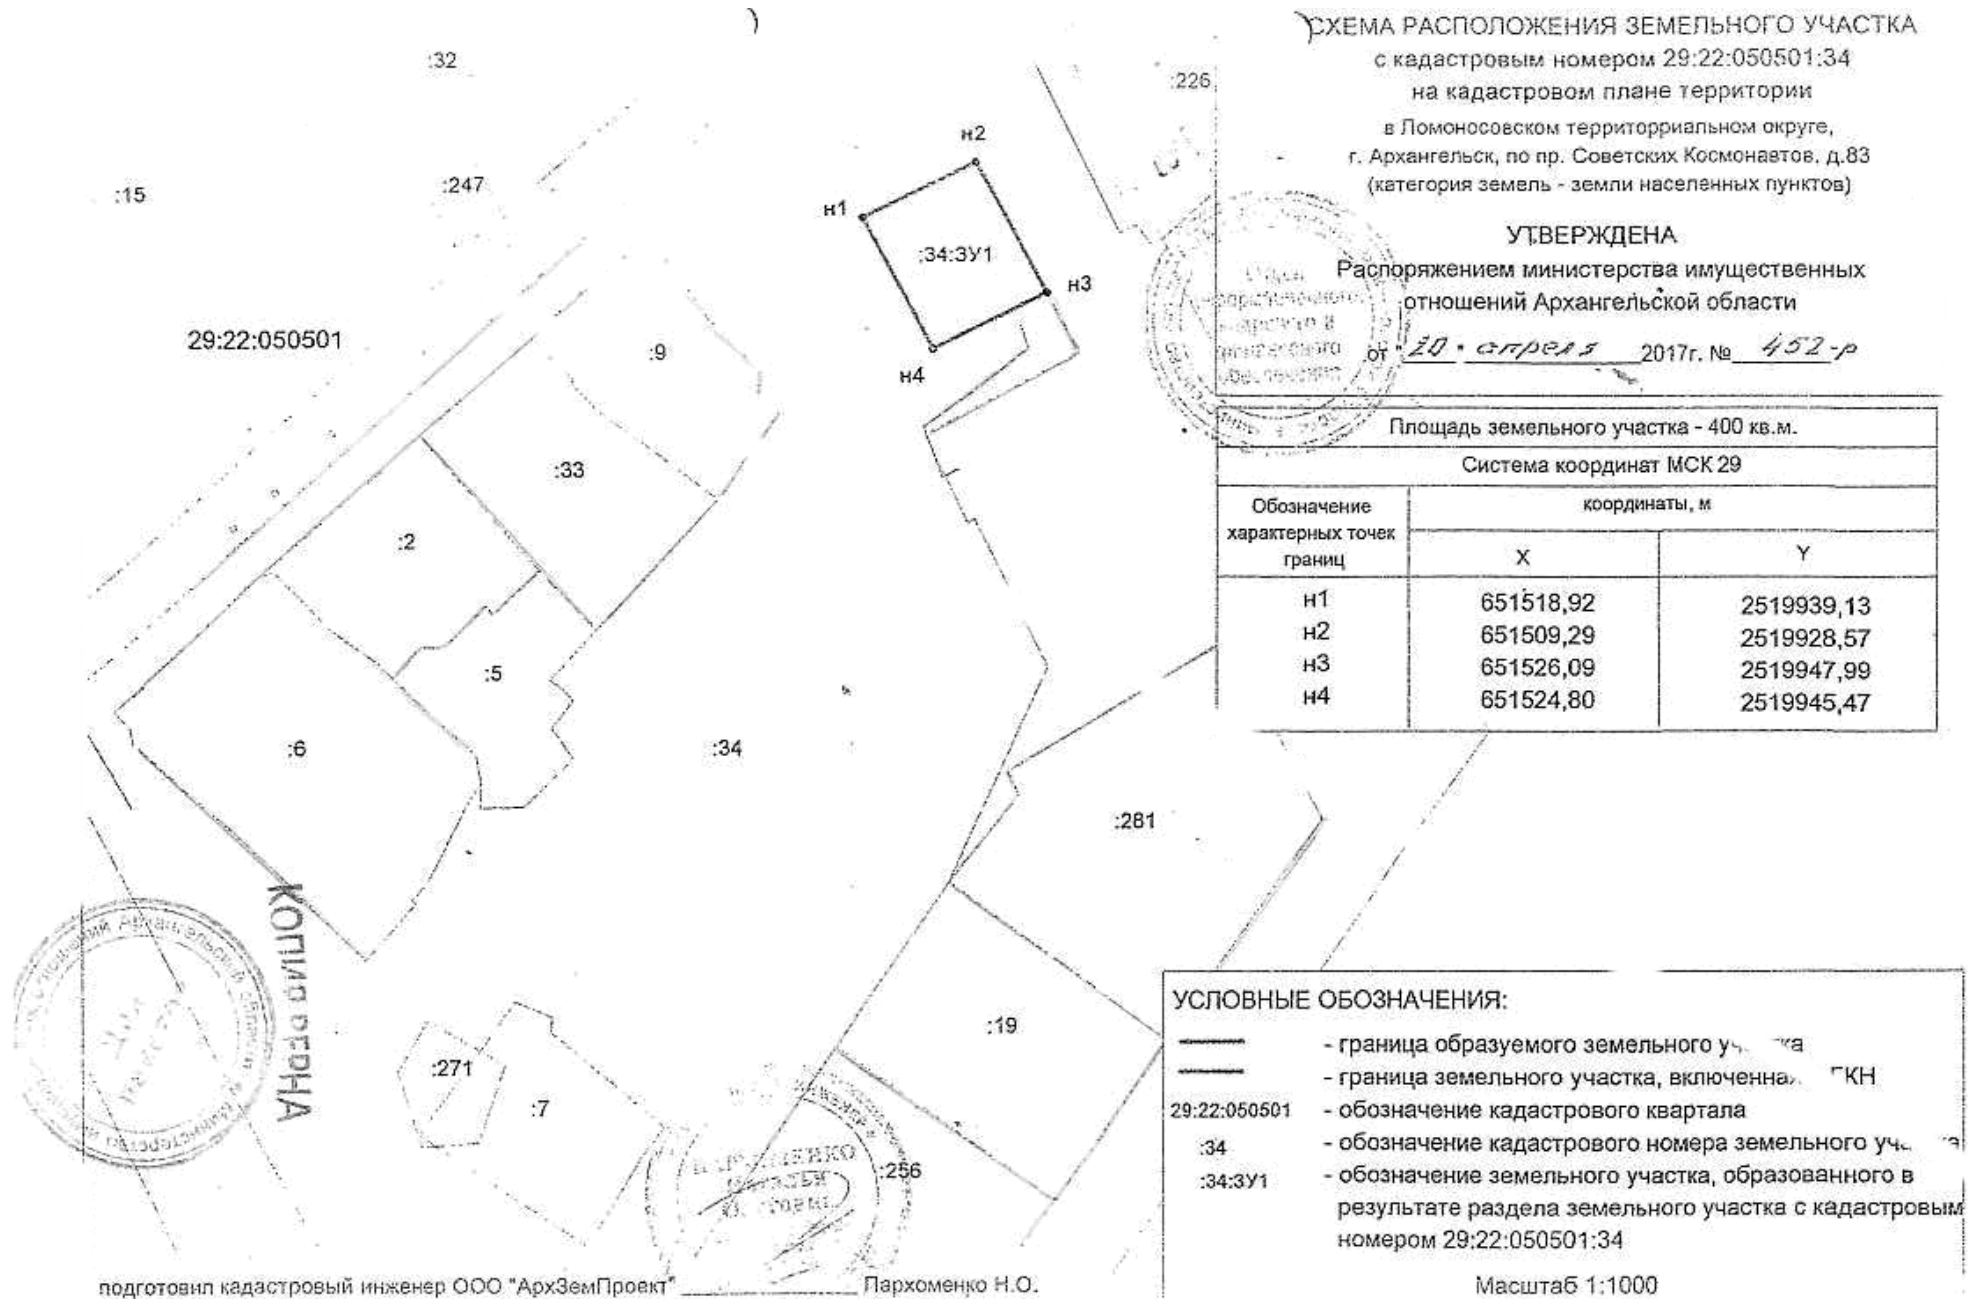 СХЕМА РАСПОЛОЖЕНИЯ ЗЕМЕЛЬНОГО УЧАСТКА
с кадастровым номером 29:22:050501:34
на кадастровом плане территории
в Ломоносовском территорриальном округе,
г. Архангельск, по пр. Советских Космонавтов, д.83
(категория земель - земли населенных пунктов)
УТВЕРЖДЕНА
Распоряжением министерства имущественных
отношений Архангельской области
от "20" апреля 2017г. № 452-р
Площадь земельного участка - 400 кв.м.
Система координат МСК 29
Обозначение характерных точек границ
координаты, м
X Y
н1 651518,92 2519939,13
н2 651509,29 2519928,57
н3 651526,09 2519947,99
н4 651524,80 2519945,47
:32
:226
:15
:247
н2
н1
:34:ЗУ1
н3
н4
29:22:050501
:9
:33
:2
:5
:6
:34
:281
:19
:271
:7
:256
КОПИЯ ВЕРНА
УСЛОВНЫЕ ОБОЗНАЧЕНИЯ:
- граница образуемого земельного участка
- граница земельного участка, включенная ГКН
29:22:050501 - обозначение кадастрового квартала
:34 - обозначение кадастрового номера земельного участка
:34:ЗУ1 - обозначение земельного участка, образованного в
результате раздела земельного участка с кадастровым
номером 29:22:050501:34
Масштаб 1:1000
подготовил кадастровый инженер ООО "АрхЗемПроект" Пархоменко Н.О.